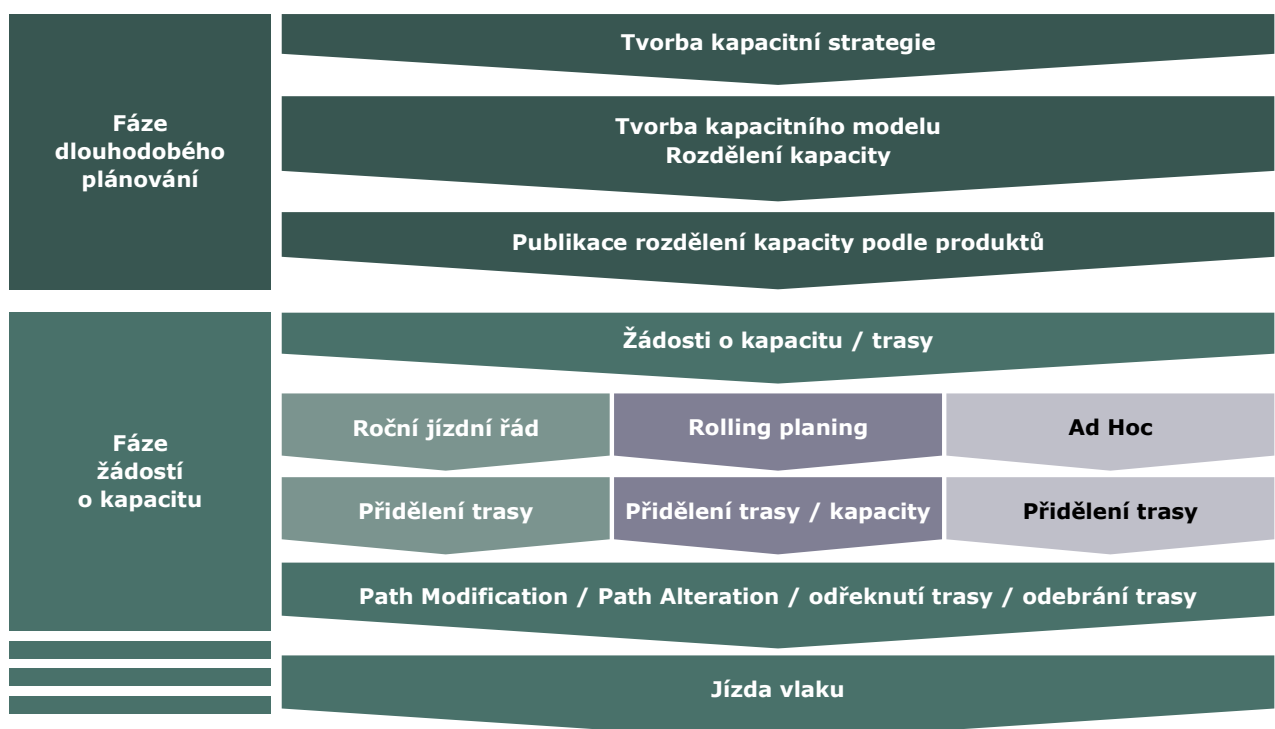 Fáze
dlouhodobého
plánování
Tvorba kapacitní strategie
Tvorba kapacitního modelu
Rozdělení kapacity
Publikace rozdělení kapacity podle produktů
Fáze
žádostí
o kapacitu
Žádosti o kapacitu / trasy
Roční jízdní řád
Rolling planing
Ad Hoc
Přidělení trasy
Přidělení trasy / kapacity
Přidělení trasy
Path Modification / Path Alteration / odřeknutí trasy / odebrání trasy
Jízda vlaku